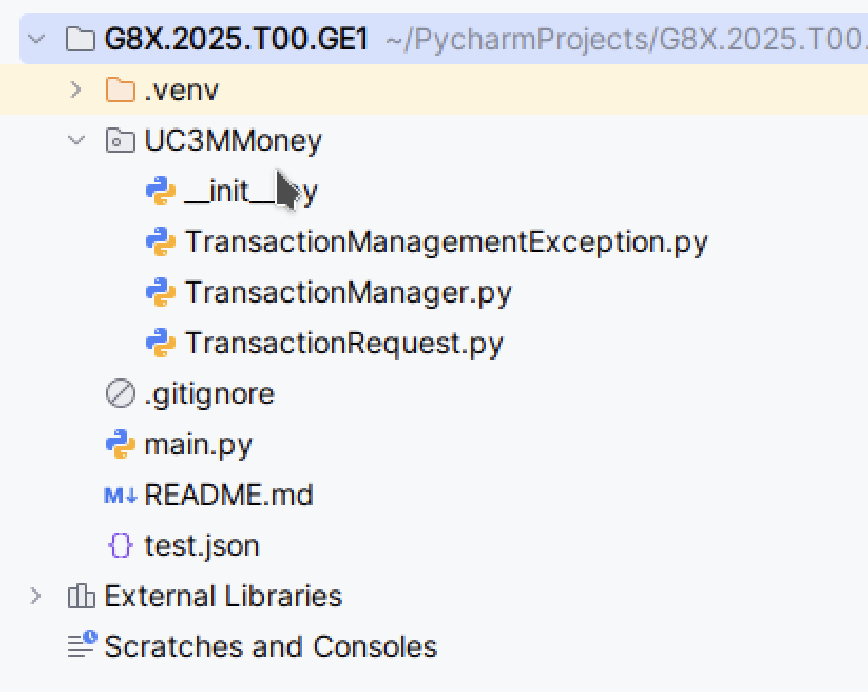 G8X.2025.T00.GE1 ~/PycharmProjects/G8X.2025.T00.
.venv
UC3MMoney
__init__ y
TransactionManagementException.py
TransactionManager.py
TransactionRequest.py
.gitignore
main.py
M↓ README.md
{} test.json
External Libraries
Scratches and Consoles